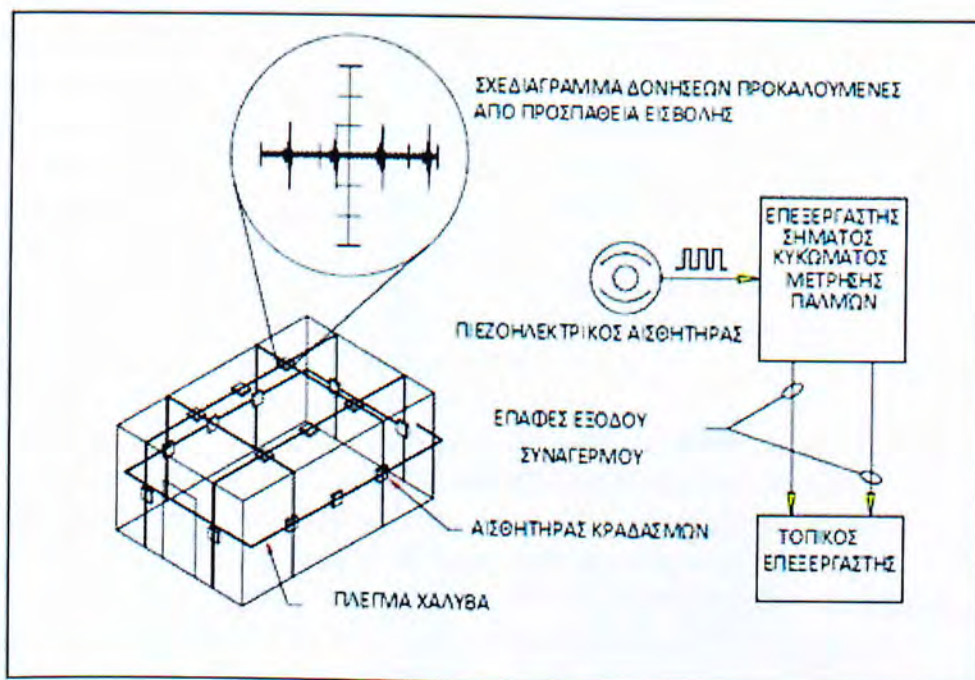 ΣΧΕΔΙΑΓΡΑΜΜΑ ΔΟΝΗΣΕΩΝ ΠΡΟΚΑΛΟΥΜΕΝΕΣ
ΑΠΟ ΠΡΟΣΠΑΘΕΙΑ ΕΙΣΒΟΛΗΣ
ΕΠΕΞΕΡΓΑΣΤΗΣ
ΣΗΜΑΤΟΣ
ΚΥΚΩΜΑΤΟΣ
ΜΕΤΡΗΣΗΣ
ΠΑΛΜΩΝ
ΠΙΕΖΟΗΛΕΚΤΡΙΚΟΣ ΑΙΣΘΗΤΗΡΑΣ
ΕΠΑΦΕΣ ΕΞΟΔΟΥ
ΣΥΝΑΓΕΡΜΟΥ
ΑΙΣΘΗΤΗΡΑΣ ΚΡΑΔΑΣΜΩΝ
ΤΟΠΙΚΟΣ
ΕΠΕΞΕΡΓΑΣΤΗΣ
ΠΛΕΓΜΑ ΧΑΛΥΒΑ